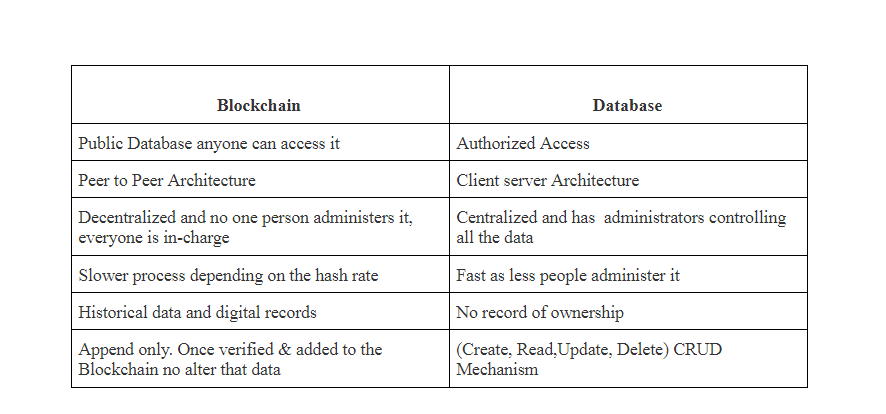 Blockchain
Database
Public Database anyone can access it
Authorized Access
Peer to Peer Architecture
Client server Architecture
Decentralized and no one person administers it,
everyone is in-charge
Centralized and has  administrators controlling
all the data
Slower process depending on the hash rate
Fast as less people administer it
Historical data and digital records
No record of ownership
Append only. Once verified & added to the
Blockchain no alter that data
(Create, Read,Update, Delete) CRUD
Mechanism